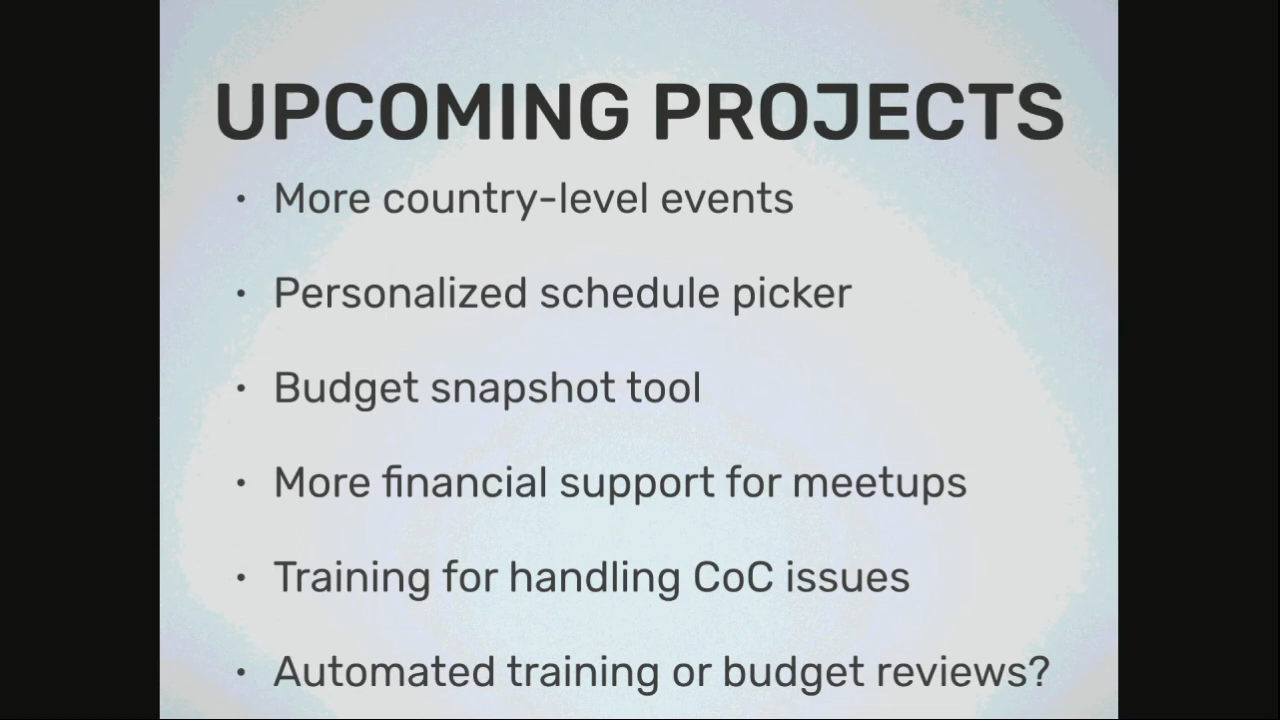 UPCOMING PROJECTS
• More country-level events
• Personalized schedule picker
• Budget snapshot tool
• More financial support for meetups
• Training for handling CoC issues
• Automated training or budget reviews?